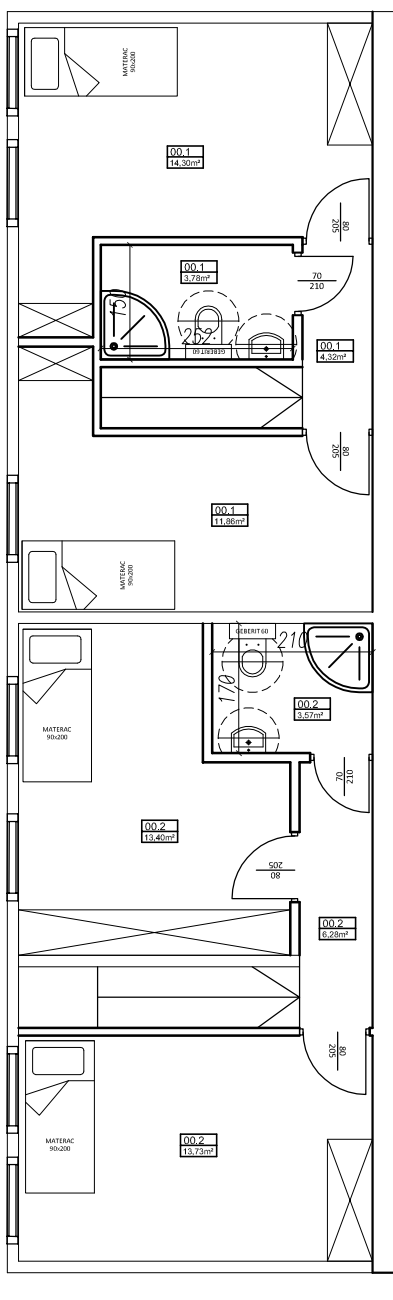 MATERAC
90x200
00.1
14,30m²
80
205
00.1
3,78m²
70
210
150
252
GEBERIT 60
00.1
4,32m²
80
205
00.1
11,86m²
MATERAC
90x200
GEBERIT 60
210
170
00.2
3,57m²
MATERAC
90x200
70
210
00.2
13,40m²
80
205
00.2
6,28m²
80
205
MATERAC
90x200
00.2
13,73m²